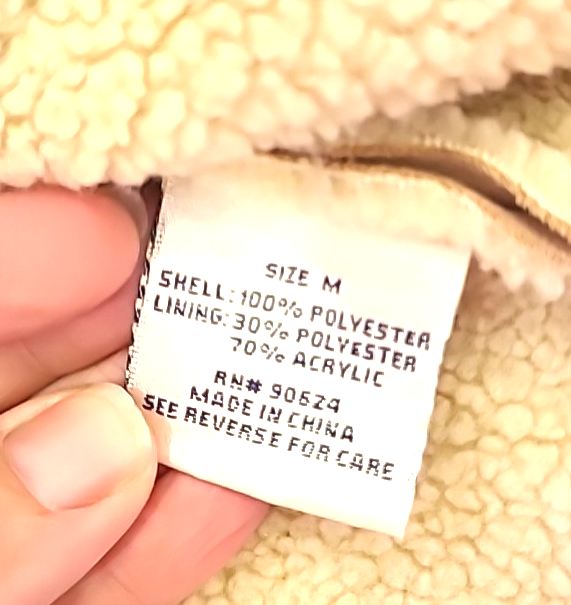 SIZE M
SHELL: 100% POLYESTER
LINING: 30% POLYESTER
70% ACRYLIC
RN# 90624
MADE IN CHINA
SEE REVERSE FOR CARE